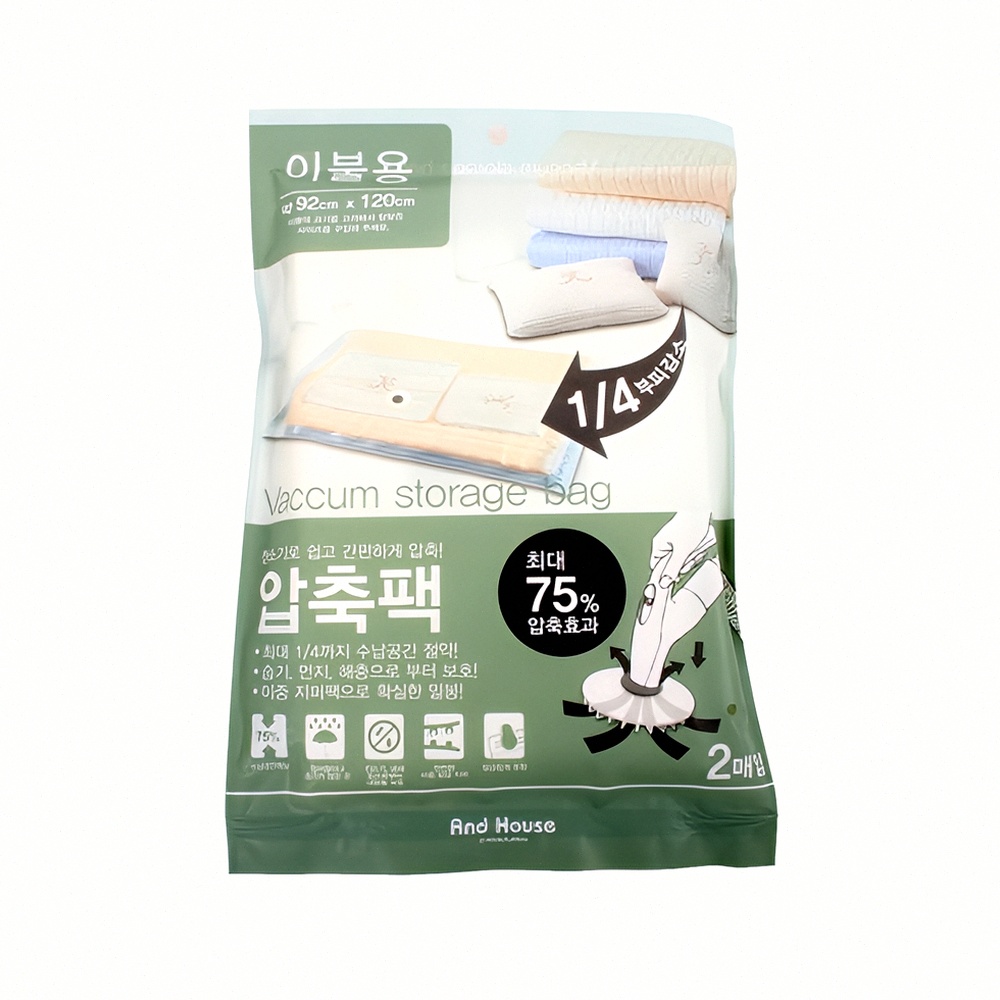 이불용
약 92cm x 120cm
1/4 부피감소
Vaccum storage bag
청소기로 쉽고 간편하게 압축!
압축팩
최대
75%
압축효과
• 최대 1/4까지 수납공간 절약!
• 습기, 먼지, 해충으로 부터 보호!
• 이중 지퍼팩으로 확실한 밀봉!
75%
2매입
And House